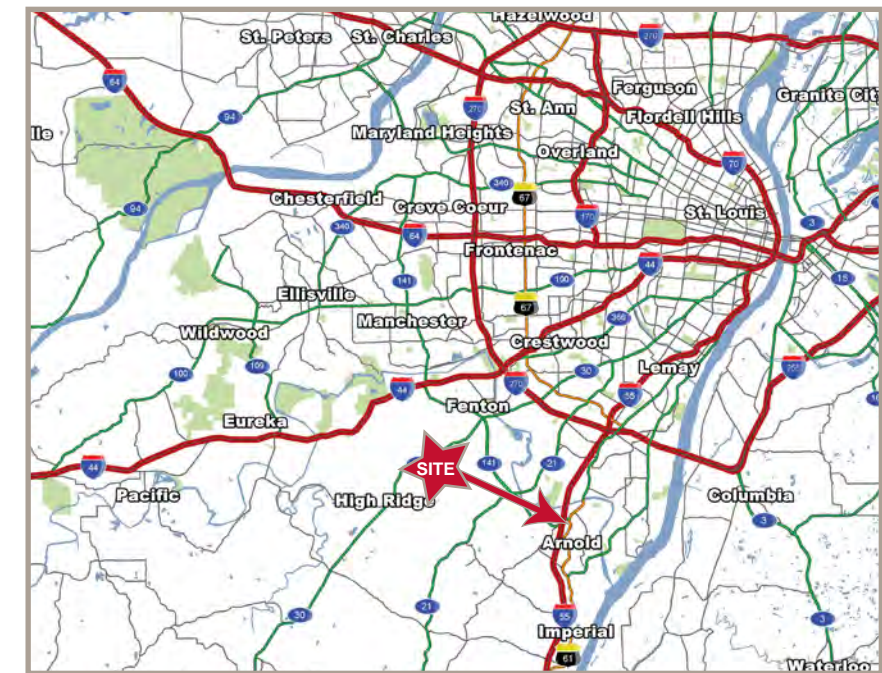 Hazelwood
St. Peters
St. Charles
270
64
Ferguson
Granite City
270
St. Ann
Flordell Hills
94
lle
Maryland Heights
Overland
70
340
Chesterfield
67
94
Creve Coeur
St. Louis
170
3
340
64
Frontenac
44
15
141
100
Ellisville
67
Manchester
366
Wildwood
Crestwood
Lemay
255
100
109
30
44
270
55
Fenton
Eureka
SITE
141
21
44
Pacific
High Ridge
Columbia
3
Arnold
30
21
55
3
Imperial
61
Waterloo